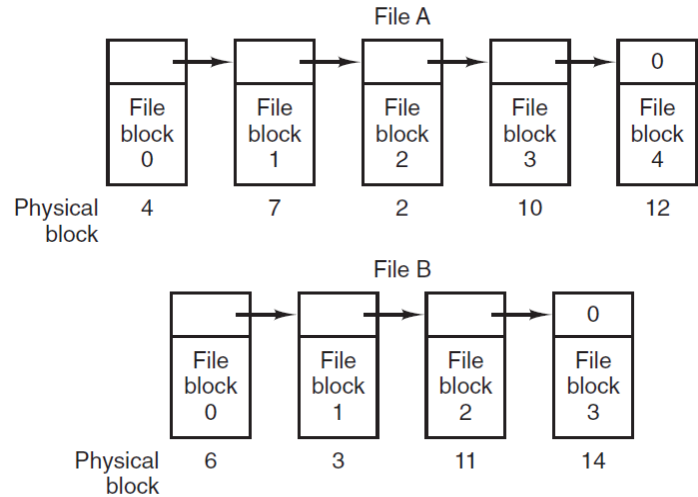 File A
0
File block 0
File block 1
File block 2
File block 3
File block 4
Physical block
4 7 2 10 12
File B
0
File block 0
File block 1
File block 2
File block 3
Physical block
6 3 11 14